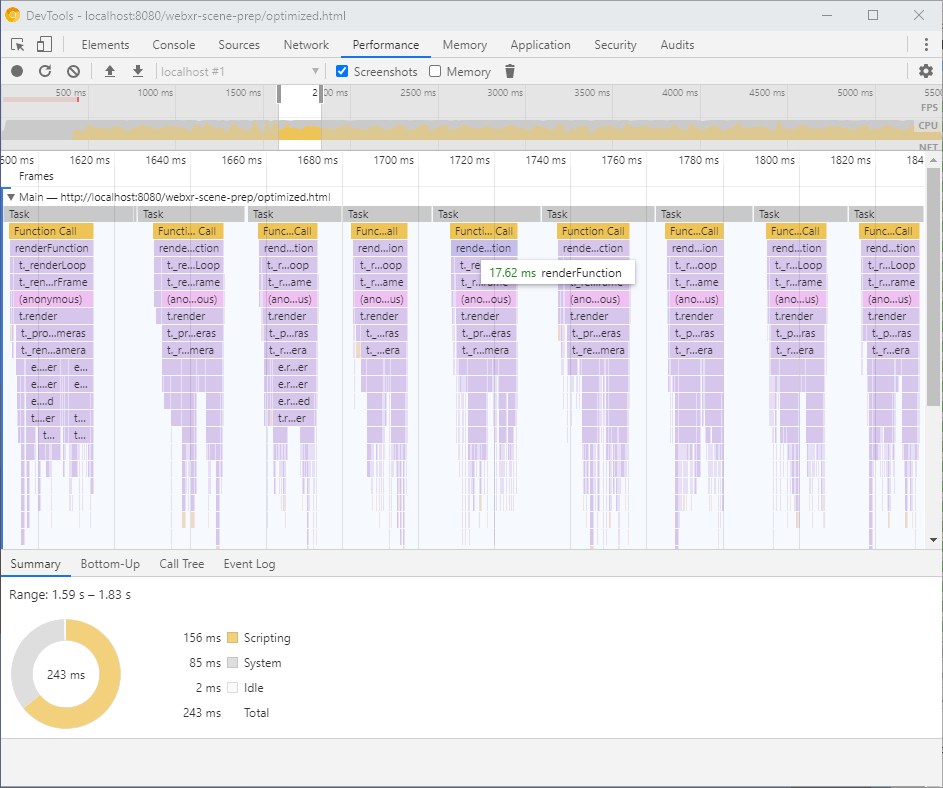 DevTools - localhost:8080/webxr-scene-prep/optimized.html
Elements Console Sources Network Performance Memory Application Security Audits
localhost #1 Screenshots Memory
500 ms 1000 ms 1500 ms 2 00 ms 2500 ms 3000 ms 3500 ms 4000 ms 4500 ms 5000 ms 5500
FPS
CPU
NET
600 ms 1620 ms 1640 ms 1660 ms 1680 ms 1700 ms 1720 ms 1740 ms 1760 ms 1780 ms 1800 ms 1820 ms 184
Frames
Main — http://localhost:8080/webxr-scene-prep/optimized.html
Task Task Task Task Task Task Task Task Task
Function Call Functi... Call Func...Call Func...all Functi...Call Function Call Func...Call Func...Call Func...Call
renderFunction rende...ction rend...tion rend...ion rende...tion rende...ction rend...ion rend...tion rend...tion
t._renderLoop t._re...Loop t._r...oop t._r...oop t._re t._r...oop t._r...oop t._r...oop
17.62 ms renderFunction
t._ren...rFrame t._re...rame t._r...ame t._r...ame t._r...ame t._r...ame t._r...ame
(anonymous) (ano...ous) (ano...us) (ano...us) (ano...us) (ano...ous) (ano...us) (ano...us) (ano...us)
t.render t.render t.render t.render t.render t.render t.render t.render t.render
t._pro...meras t._pr...eras t._p...ras t._...ras t._pr...eras t._pr...eras t._p...ras t._p...ras t._p...ras
t._ren...amera t._r...mera t._r...era t._...era t._r...mera t._re...mera t._r...era t._r...era t._r...era
e....er e... e.r...er
e....er e... e.r...er
e....d e.r...ed
t....er t... t.r...er
t... t...
Summary Bottom-Up Call Tree Event Log
Range: 1.59 s – 1.83 s
156 ms Scripting
85 ms System
243 ms
2 ms Idle
243 ms Total